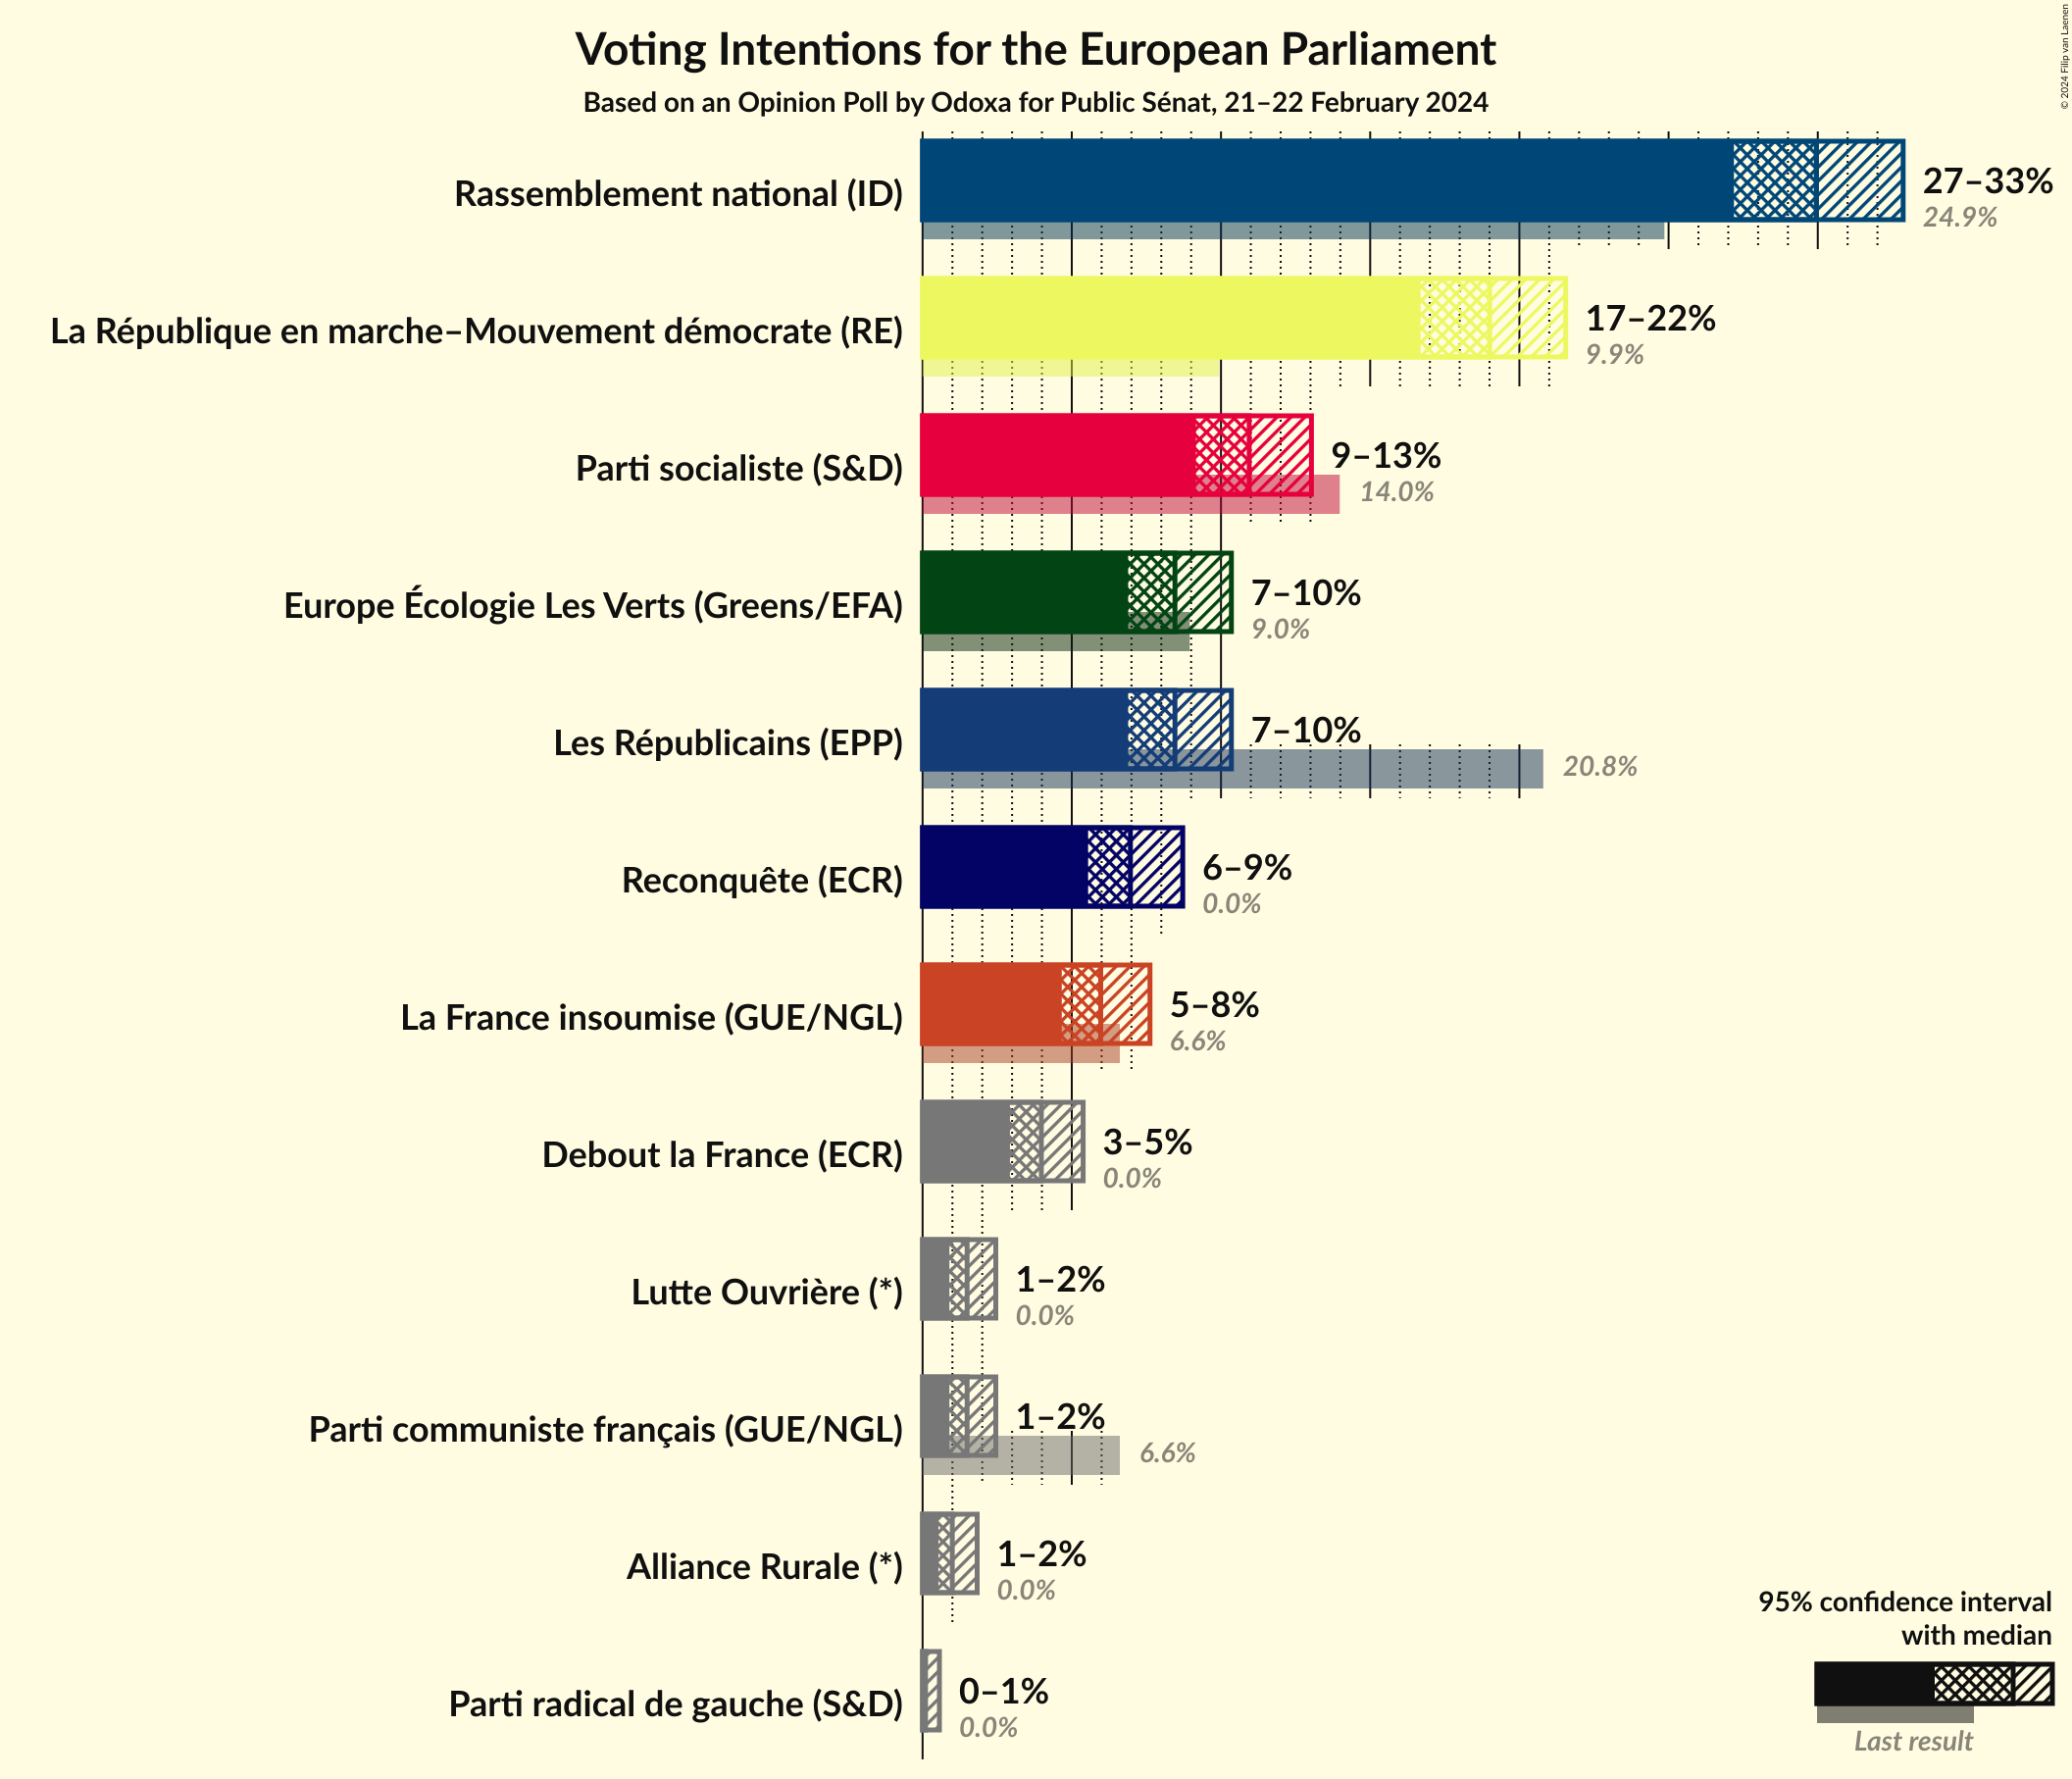 Voting Intentions for the European Parliament
Based on an Opinion Poll by Odoxa for Public Sénat, 21–22 February 2024
© 2024 Filip van Laenen
Rassemblement national (ID)
27–33%
24.9%
La République en marche–Mouvement démocrate (RE)
17–22%
9.9%
Parti socialiste (S&D)
9–13%
14.0%
Europe Écologie Les Verts (Greens/EFA)
7–10%
9.0%
Les Républicains (EPP)
7–10%
20.8%
Reconquête (ECR)
6–9%
0.0%
La France insoumise (GUE/NGL)
5–8%
6.6%
Debout la France (ECR)
3–5%
0.0%
Lutte Ouvrière (*)
1–2%
0.0%
Parti communiste français (GUE/NGL)
1–2%
6.6%
Alliance Rurale (*)
1–2%
0.0%
Parti radical de gauche (S&D)
0–1%
0.0%
95% confidence interval
with median
Last result